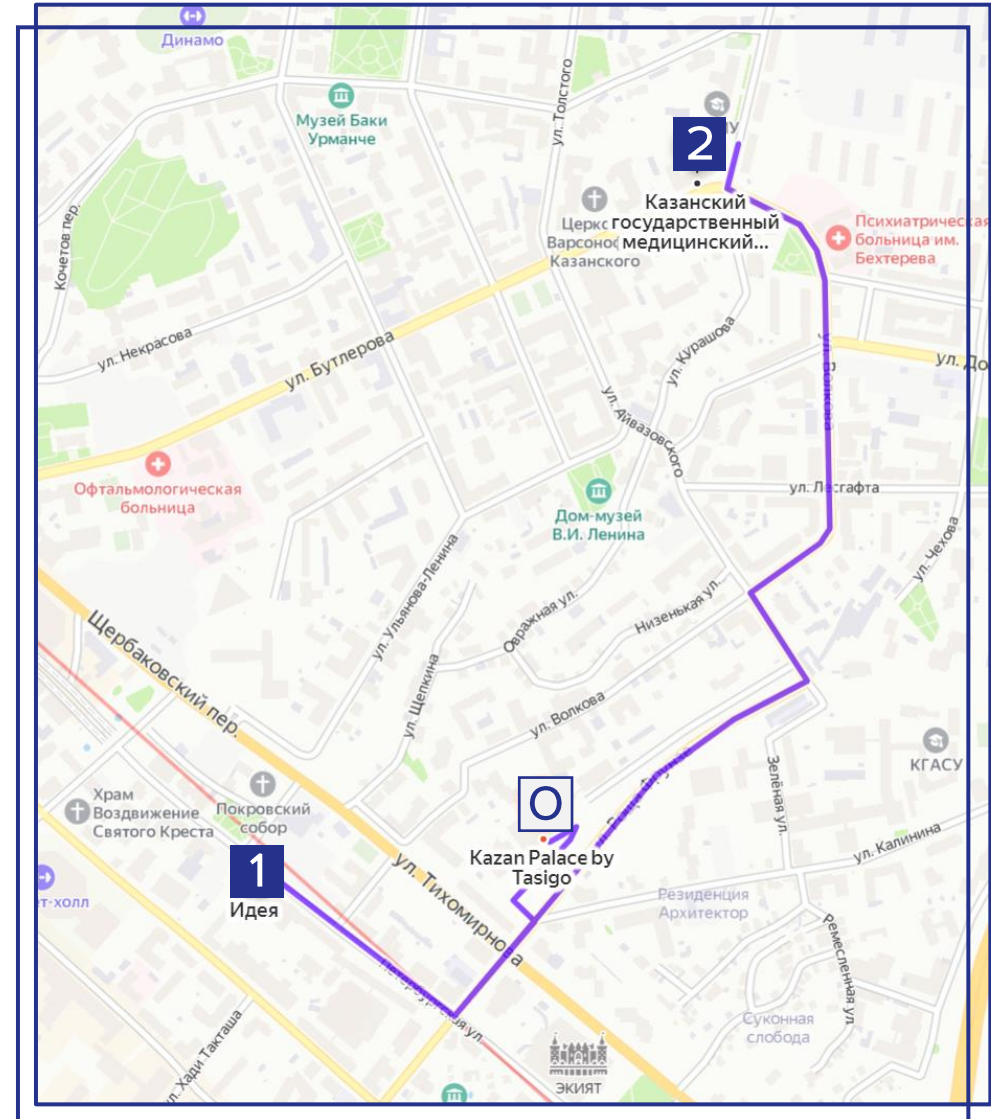 Динамо
Музей Баки
Урманче
ул. Толстого
2
Казанский
государственный
медицинский...
Психиатрическая
больница им.
Бехтерева
Казанского
Кочетов пер.
ул. Некрасова
ул. Бутлерова
ул. Курашова
ул. Волкова
ул. Айвазовского
ул. Лесгафта
Офтальмологическая
больница
Дом-музей
В.И. Ленина
ул. Чехова
ул. Ульянова-Ленина
Овражная ул.
Низенькая ул.
Щербаковский пер.
ул. Щепкина
ул. Волкова
КГАСУ
Зелёная ул.
Храм
Воздвижение
Святого Креста
Покровский
собор
O
Kazan Palace by
Tasigo
ул. Калинина
1
Идея
ул. Тихомирнова
Резиденция
Архитектор
Ремесленная ул.
Петербургская ул.
Суконная
слобода
ул. Хади Такташа
ЭКИЯТ